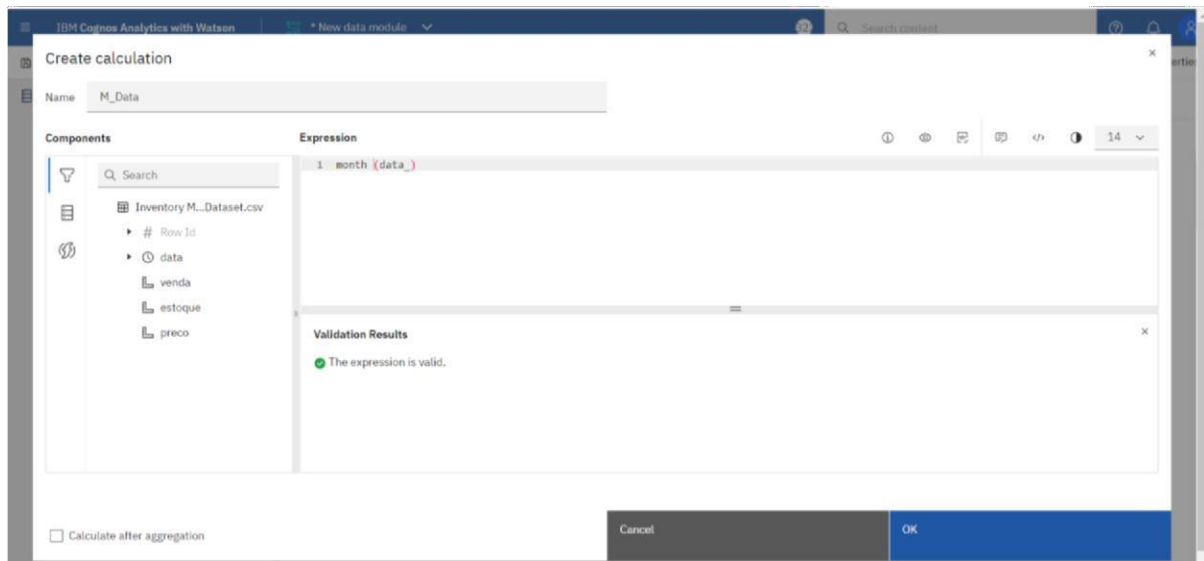 IBM Cognos Analytics with Watson
* New data module
Search content
Create calculation
ertie
Name
M_Data
Components
Expression
14
1 month (data_)
Search
Inventory M...Dataset.csv
# Row Id
data
venda
estoque
preco
Validation Results
The expression is valid.
Calculate after aggregation
Cancel
OK